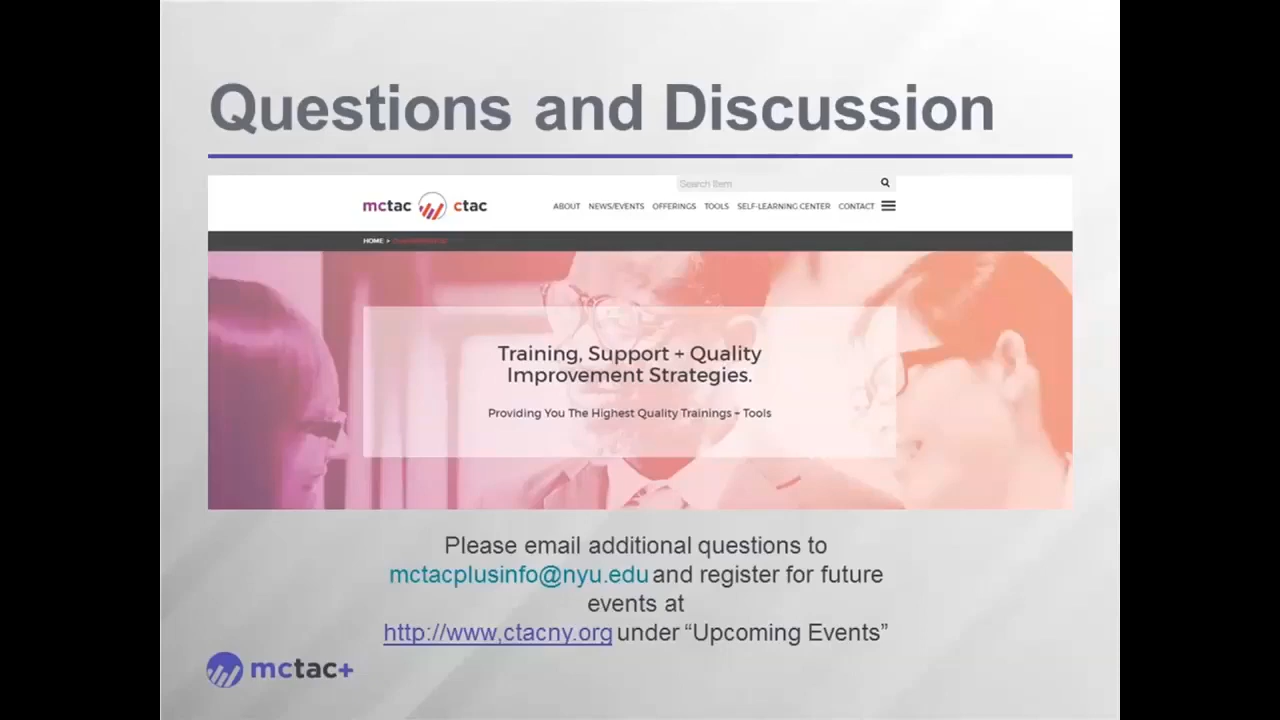 Questions and Discussion
Search Item
mctac ctac
ABOUT NEWS/EVENTS OFFERINGS TOOLS SELF-LEARNING CENTER CONTACT
HOME >
Training, Support + Quality
Improvement Strategies.
Providing You The Highest Quality Trainings – Tools
Please email additional questions to
mctacplusinfo@nyu.edu and register for future
events at
http://www,ctacny.org under “Upcoming Events”
mctac+